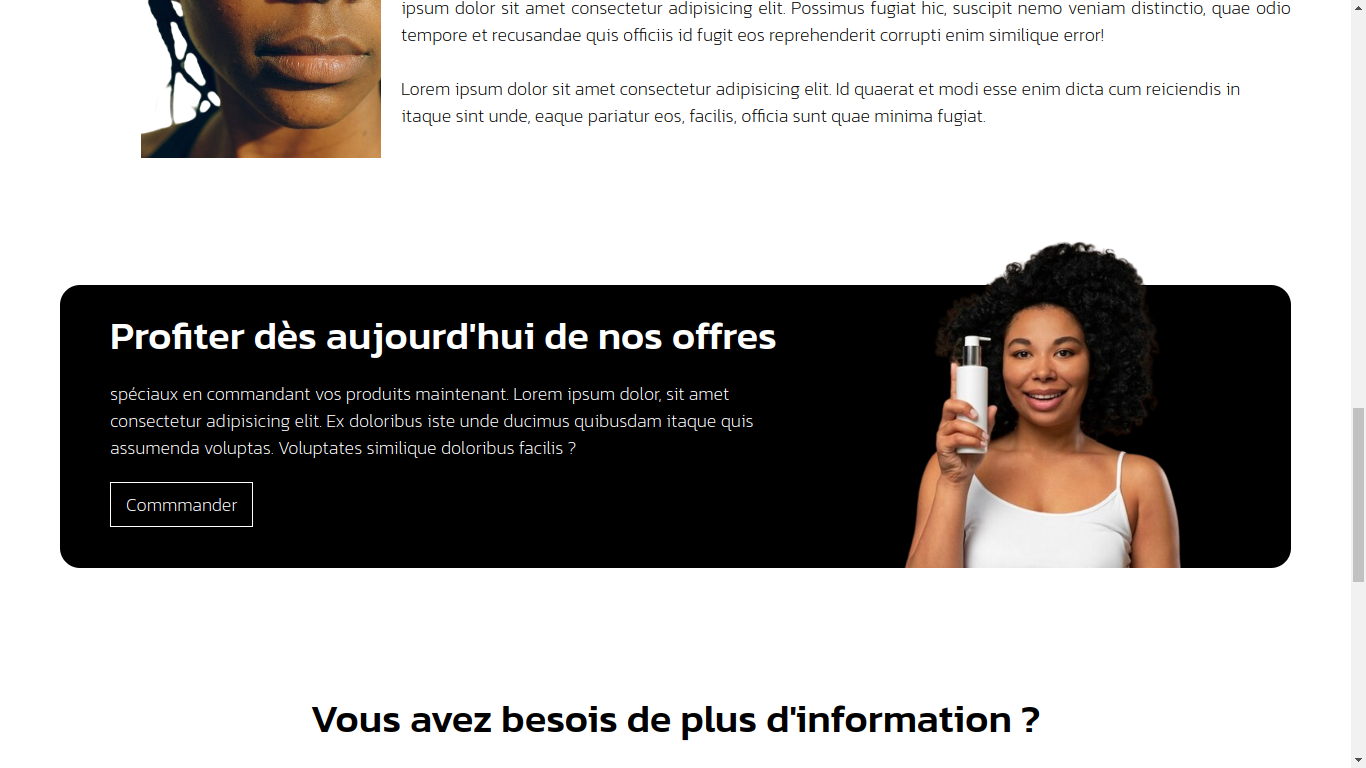 ipsum dolor sit amet consectetur adipisicing elit. Possimus fugiat hic, suscipit nemo veniam distinctio, quae odio
tempore et recusandae quis officiis id fugit eos reprehenderit corrupti enim similique error!
Lorem ipsum dolor sit amet consectetur adipisicing elit. Id quaerat et modi esse enim dicta cum reiciendis in
itaque sint unde, eaque pariatur eos, facilis, officia sunt quae minima fugiat.
Profiter dès aujourd'hui de nos offres
spéciaux en commandant vos produits maintenant. Lorem ipsum dolor, sit amet
consectetur adipisicing elit. Ex doloribus iste unde ducimus quibusdam itaque quis
assumenda voluptas. Voluptates similique doloribus facilis ?
Commmander
Vous avez besois de plus d'information ?